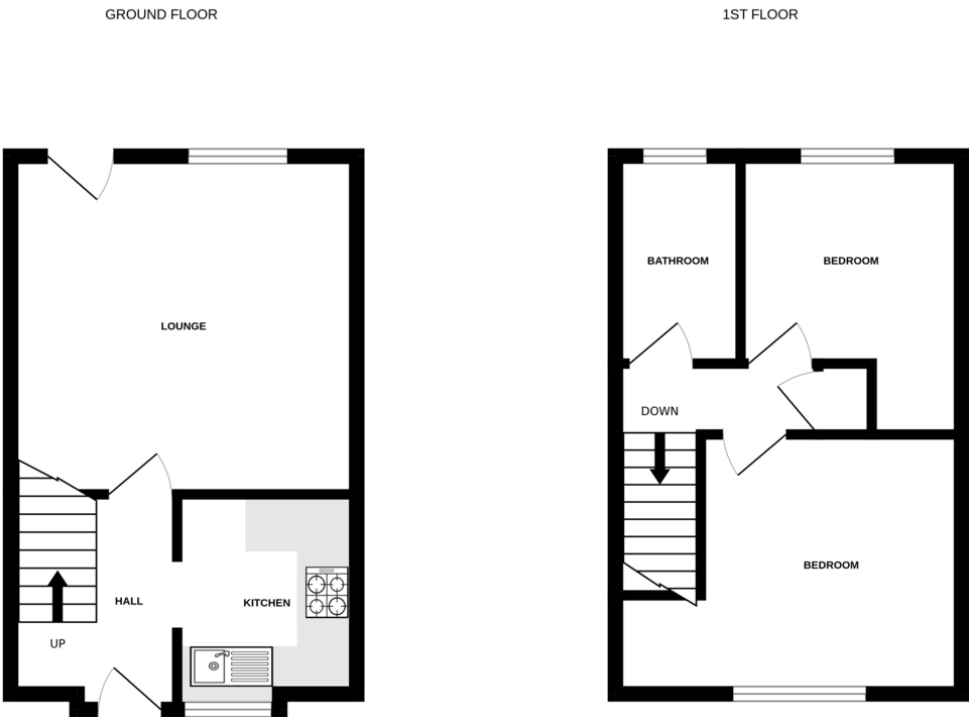 GROUND FLOOR
1ST FLOOR
BATHROOM
BEDROOM
LOUNGE
DOWN
BEDROOM
HALL
KITCHEN
UP